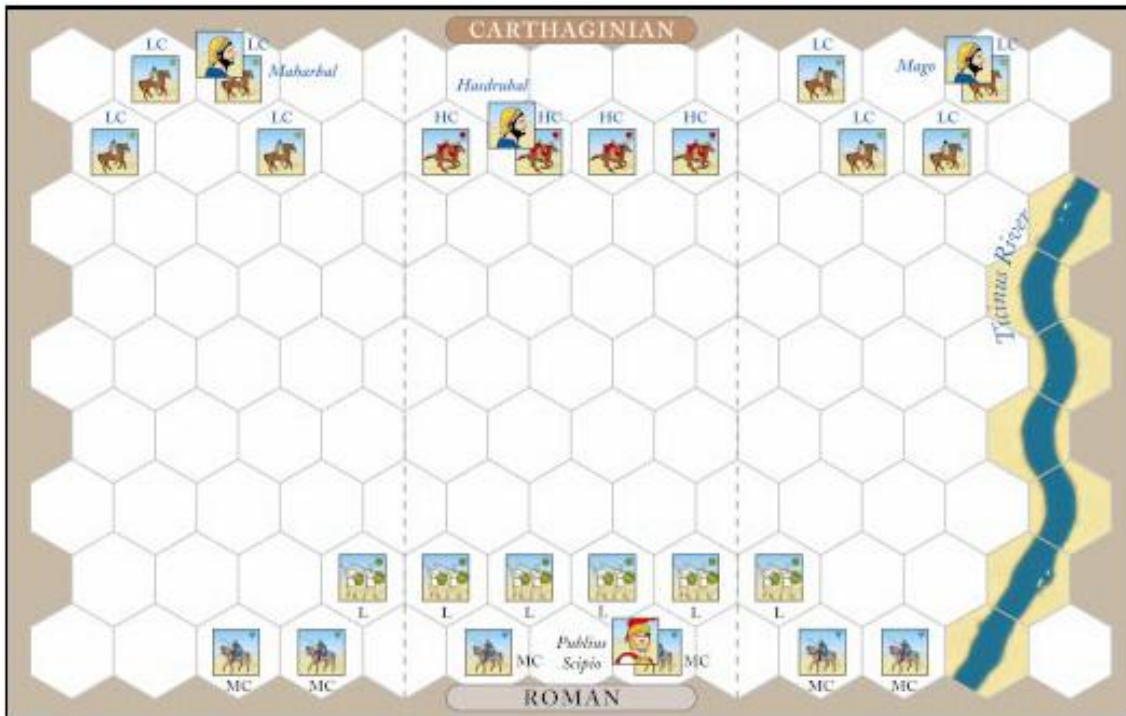 CARTHAGINIAN
LC
LC
Maharbal
LC
Mago
LC
Hasdrubal
LC
LC
HC
HC
HC
HC
LC
LC
Ticinus River
L
L
L
L
L
L
Publius
Scipio
MC
MC
MC
MC
MC
MC
ROMAN